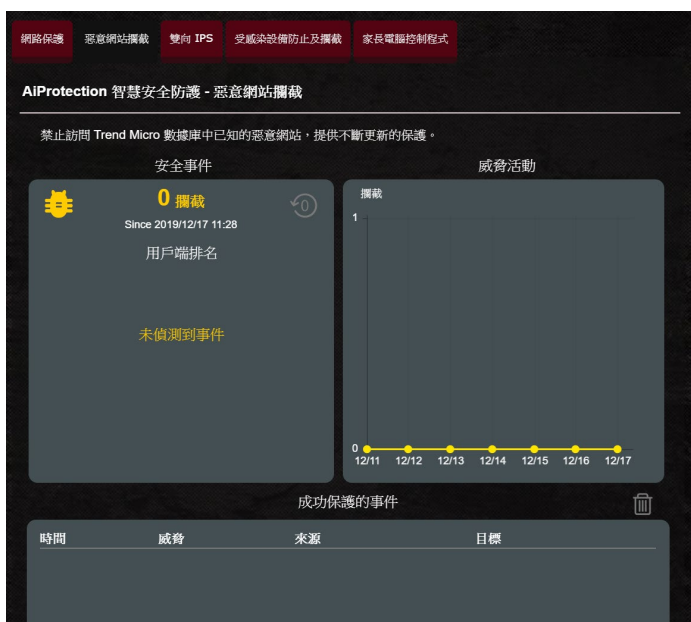 網路保護 惡意網站攔截 雙向 IPS 受感染設備防止及攔截 家長電腦控制程式
AiProtection 智慧安全防護 - 惡意網站攔截
禁止訪問 Trend Micro 數據庫中已知的惡意網站，提供不斷更新的保護。
安全事件
0 攔截
0
Since 2019/12/17 11:28
用戶端排名
未偵測到事件
威脅活動
攔截
1
0
12/11 12/12 12/13 12/14 12/15 12/16 12/17
成功保護的事件
時間 威脅 來源 目標